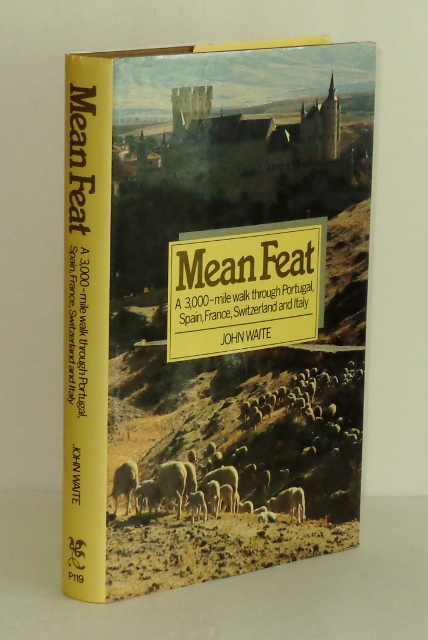 Mean Feat
A 3,000-mile walk through Portugal,
Spain, France, Switzerland and Italy
JOHN WAITE
P119
Mean Feat
A 3,000-mile walk through Portugal,
Spain, France, Switzerland and Italy
JOHN WAITE